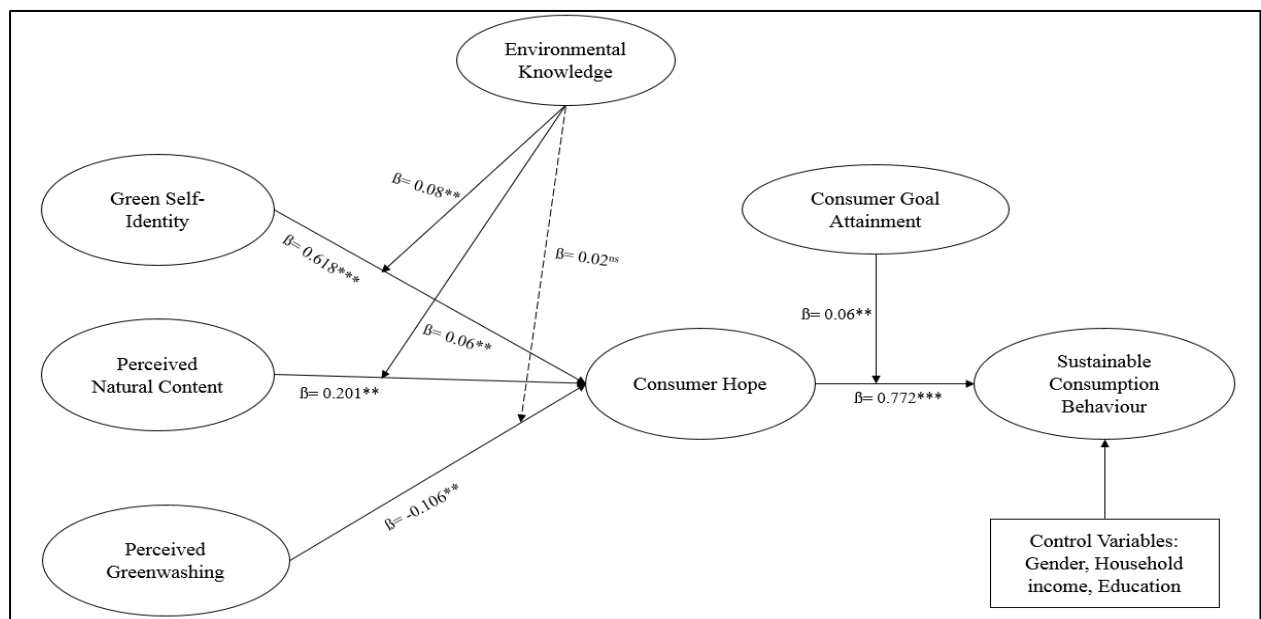 Environmental
Knowledge
Green Self-
Identity
ß= 0.08**
Consumer Goal
Attainment
ß= 0.618***
ß= 0.02ns
ß= 0.06**
ß= 0.06**
Perceived
Natural Content
ß= 0.201**
Consumer Hope
ß= 0.772***
Sustainable
Consumption
Behaviour
ß= -0.106**
Perceived
Greenwashing
Control Variables:
Gender, Household
income, Education